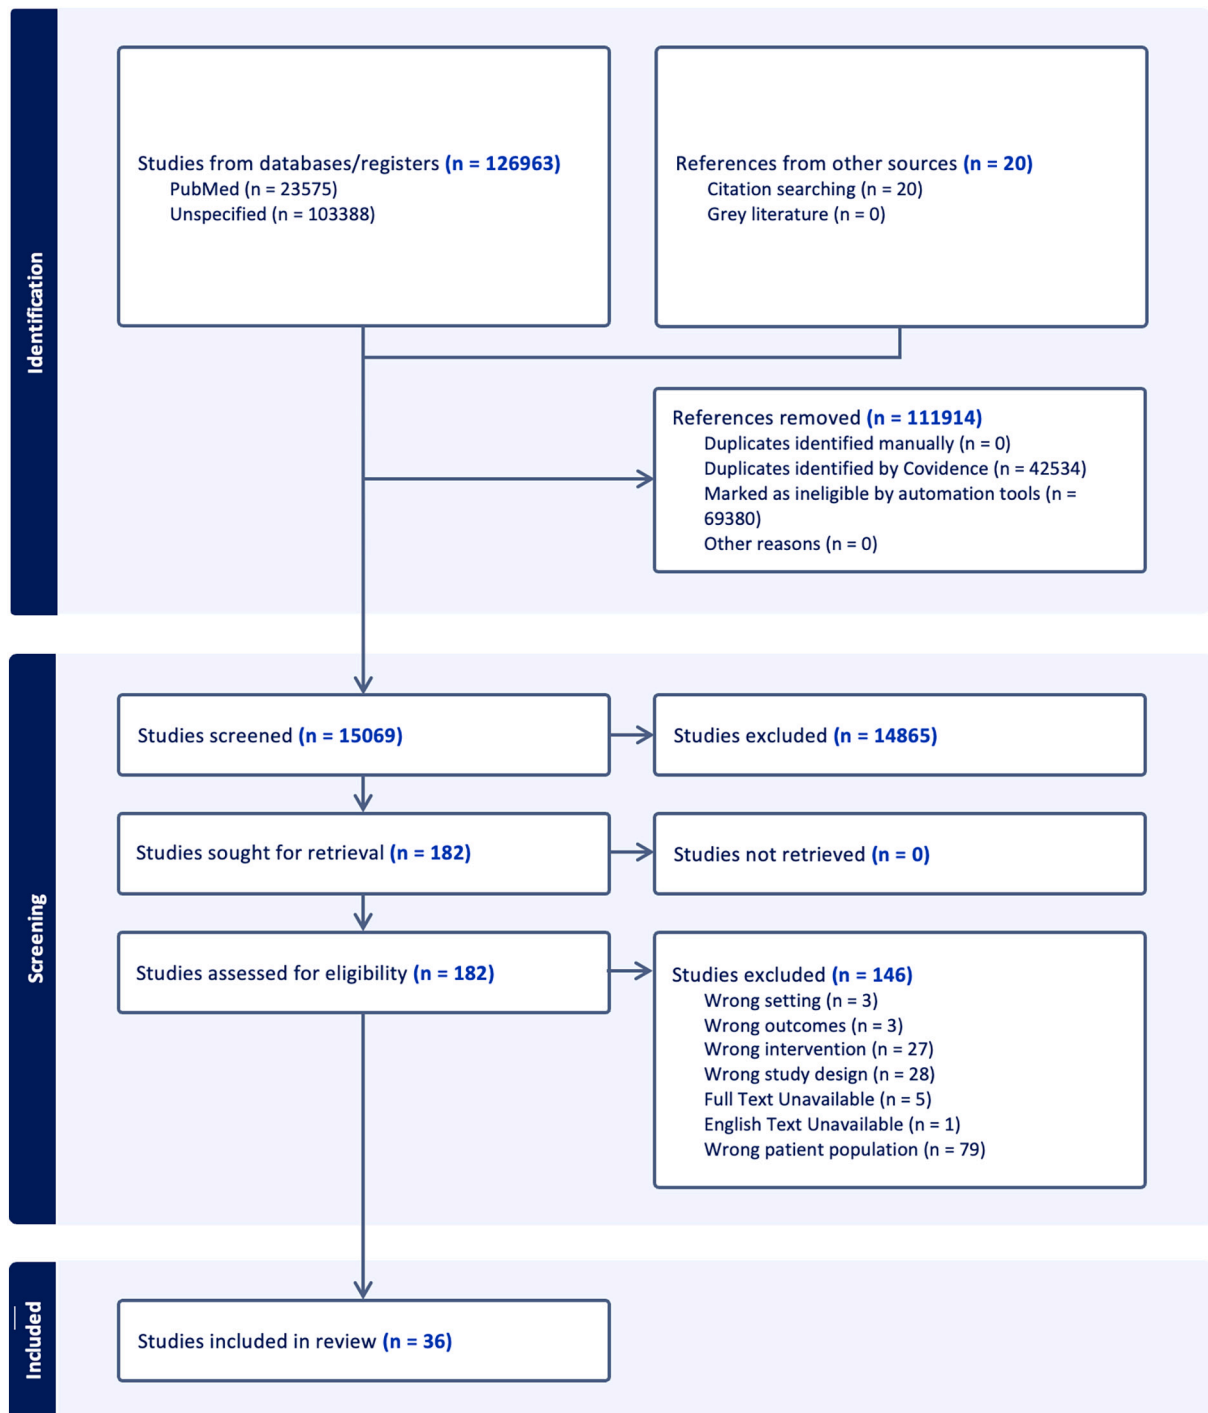 Identification
Studies from databases/registers (n = 126963)
PubMed (n = 23575)
Unspecified (n = 103388)
References from other sources (n = 20)
Citation searching (n = 20)
Grey literature (n = 0)
References removed (n = 111914)
Duplicates identified manually (n = 0)
Duplicates identified by Covidence (n = 42534)
Marked as ineligible by automation tools (n =
69380)
Other reasons (n = 0)
Screening
Studies screened (n = 15069)
Studies excluded (n = 14865)
Studies sought for retrieval (n = 182)
Studies not retrieved (n = 0)
Studies assessed for eligibility (n = 182)
Studies excluded (n = 146)
Wrong setting (n = 3)
Wrong outcomes (n = 3)
Wrong intervention (n = 27)
Wrong study design (n = 28)
Full Text Unavailable (n = 5)
English Text Unavailable (n = 1)
Wrong patient population (n = 79)
Included
Studies included in review (n = 36)